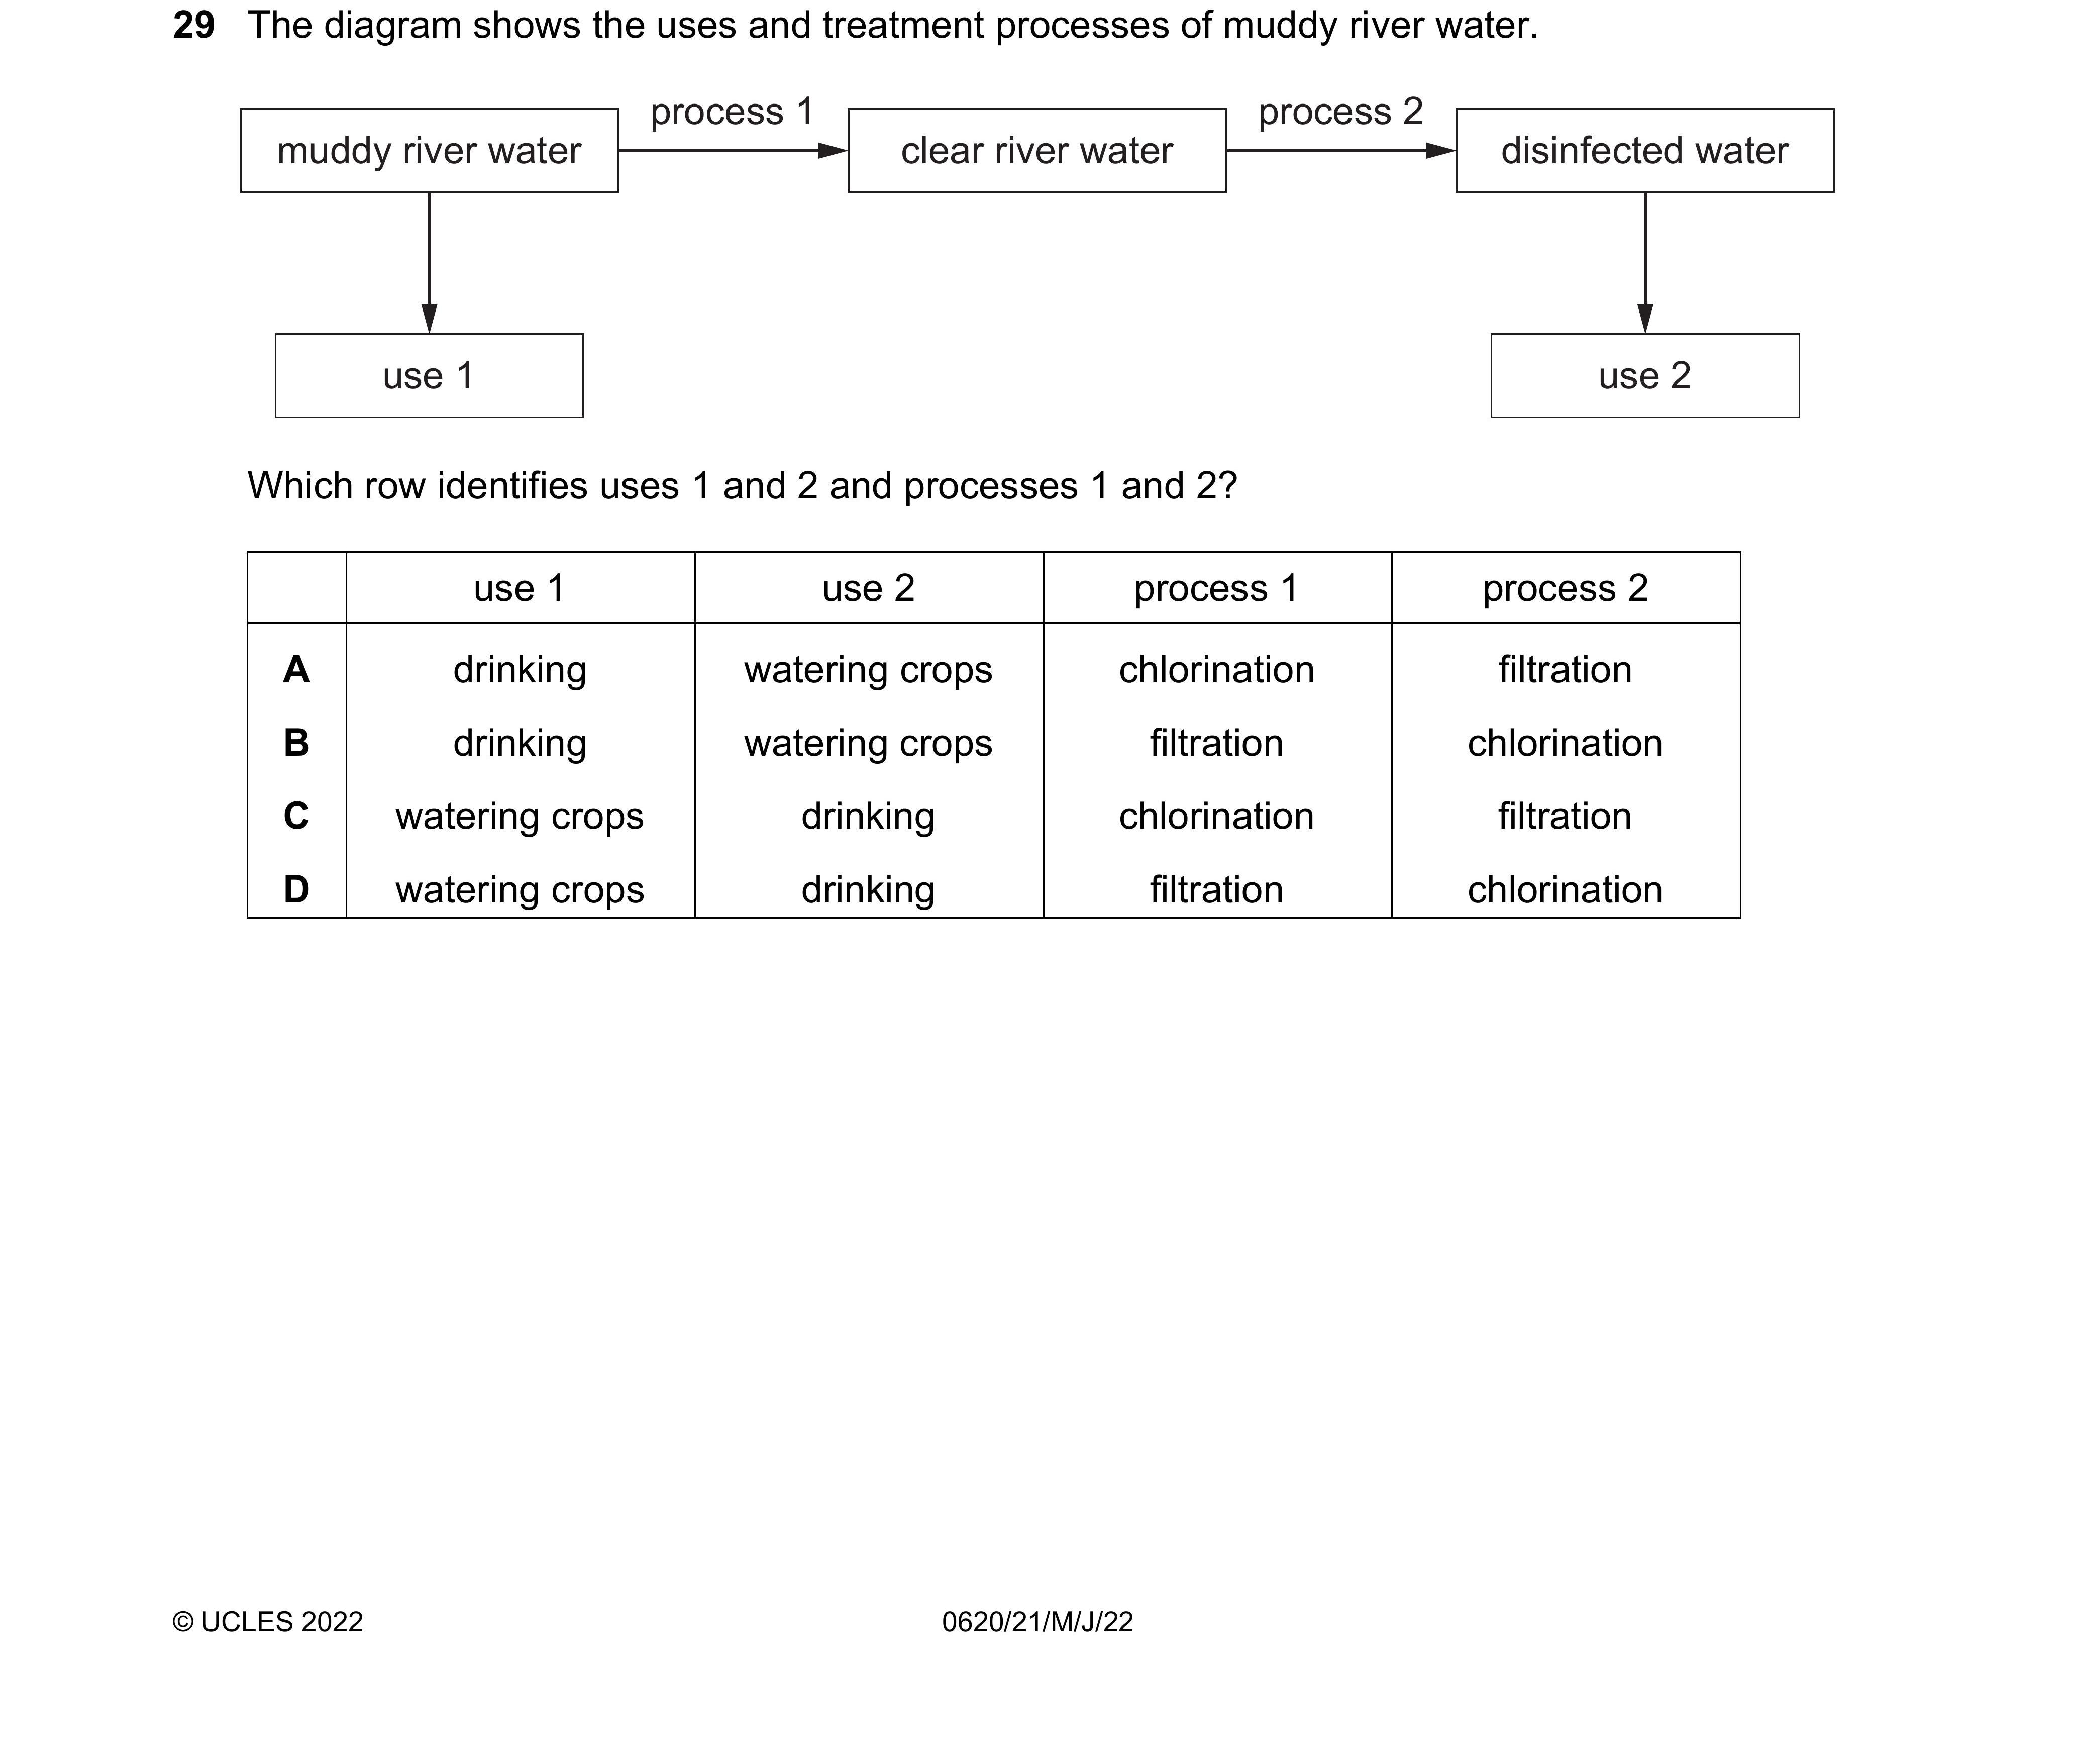 29 The diagram shows the uses and treatment processes of muddy river water.
process 1 process 2
muddy river water clear river water disinfected water
use 1 use 2
Which row identifies uses 1 and 2 and processes 1 and 2?
use 1 use 2 process 1 process 2
A drinking watering crops chlorination filtration
B drinking watering crops filtration chlorination
C watering crops drinking chlorination filtration
D watering crops drinking filtration chlorination
© UCLES 2022 0620/21/M/J/22